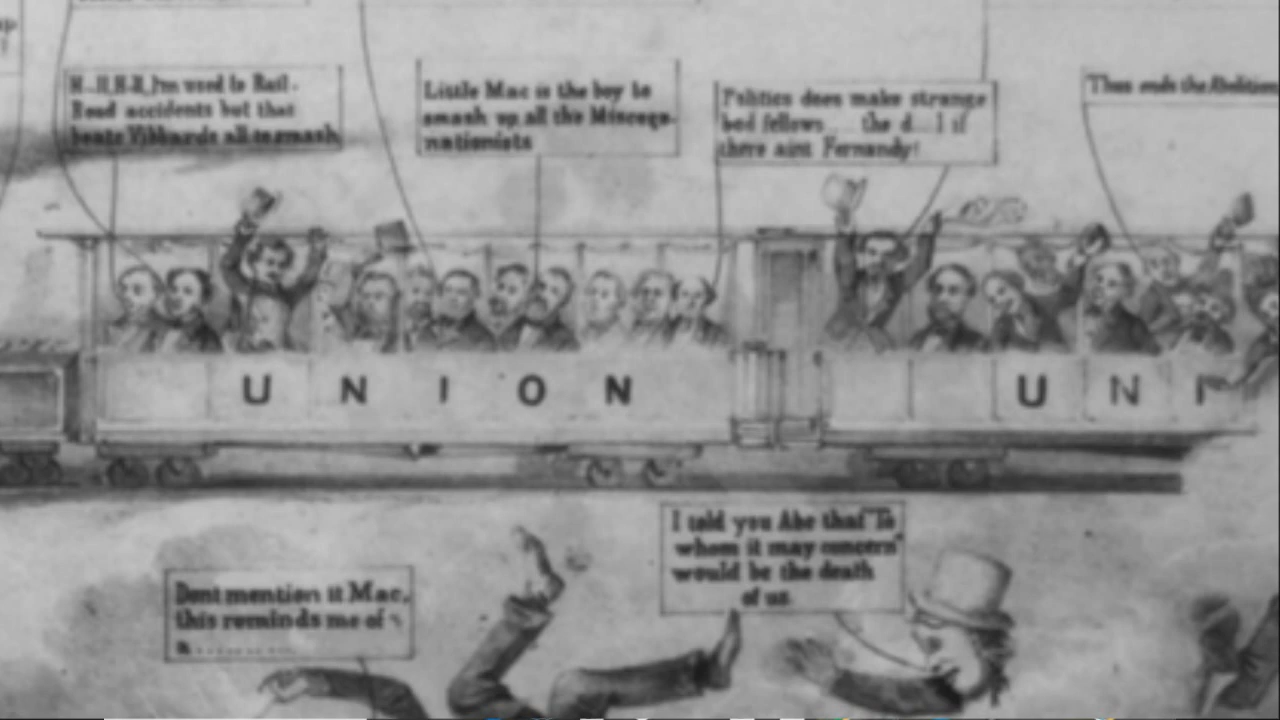 H..ll, H..ll, I'm used to Rail-
Road accidents but that
beats Vibbards all to smash.
Little Mac is the boy to
smash up all the Miscege-
nationists
Politics does make strange
bed fellows .... the d...l if
there aint Fernandy!
Thus ends the Abolition
UNION
UNI
I told you Abe that "To
whom it may concern"
would be the death
of us.
Dont mention it Mac,
this reminds me of
a..........